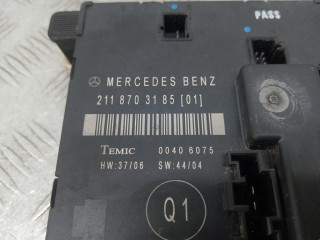 PASS
MERCEDES BENZ
211 870 31 85 [01]
TEMIC 00406075
HW:37/06 SW:44/04
Q1